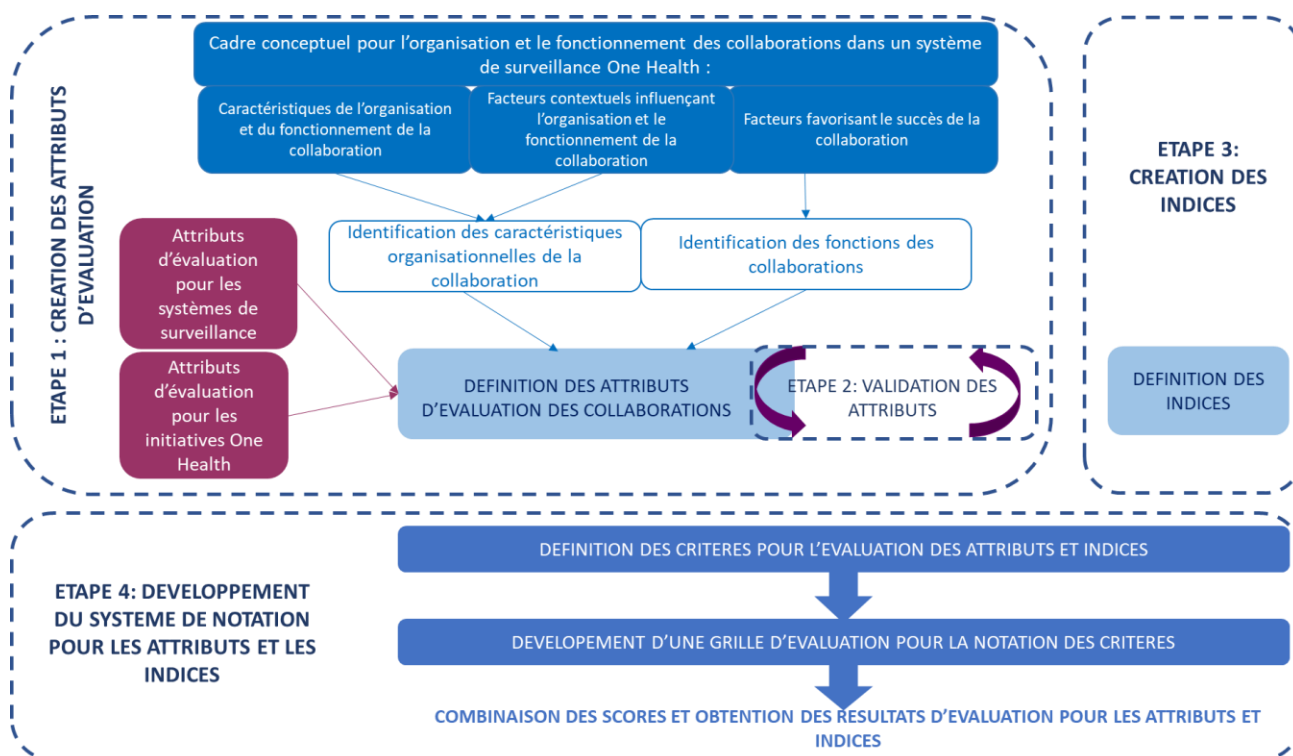 Cadre conceptuel pour l'organisation et le fonctionnement des collaborations dans un système
de surveillance One Health :
Caractéristiques de l'organisation
et du fonctionnement de la
collaboration
Facteurs contextuels influençant
l'organisation et le
fonctionnement de la
collaboration
Facteurs favorisant le succès de la
collaboration
ETAPE 1 : CREATION DES ATTRIBUTS
D'EVALUATION
Attributs
d'évaluation
pour les
systèmes de
surveillance
Identification des caractéristiques
organisationnelles de la
collaboration
Identification des fonctions des
collaborations
Attributs
d'évaluation
pour les
initiatives One
Health
DEFINITION DES ATTRIBUTS
D'EVALUATION DES COLLABORATIONS
ETAPE 2: VALIDATION DES
ATTRIBUTS
ETAPE 3:
CREATION DES
INDICES
DEFINITION DES
INDICES
ETAPE 4: DEVELOPPEMENT
DU SYSTEME DE NOTATION
POUR LES ATTRIBUTS ET LES
INDICES
DEFINITION DES CRITERES POUR L'EVALUATION DES ATTRIBUTS ET INDICES
DEVELOPEMENT D'UNE GRILLE D'EVALUATION POUR LA NOTATION DES CRITERES
COMBINAISON DES SCORES ET OBTENTION DES RESULTATS D'EVALUATION POUR LES ATTRIBUTS ET
INDICES